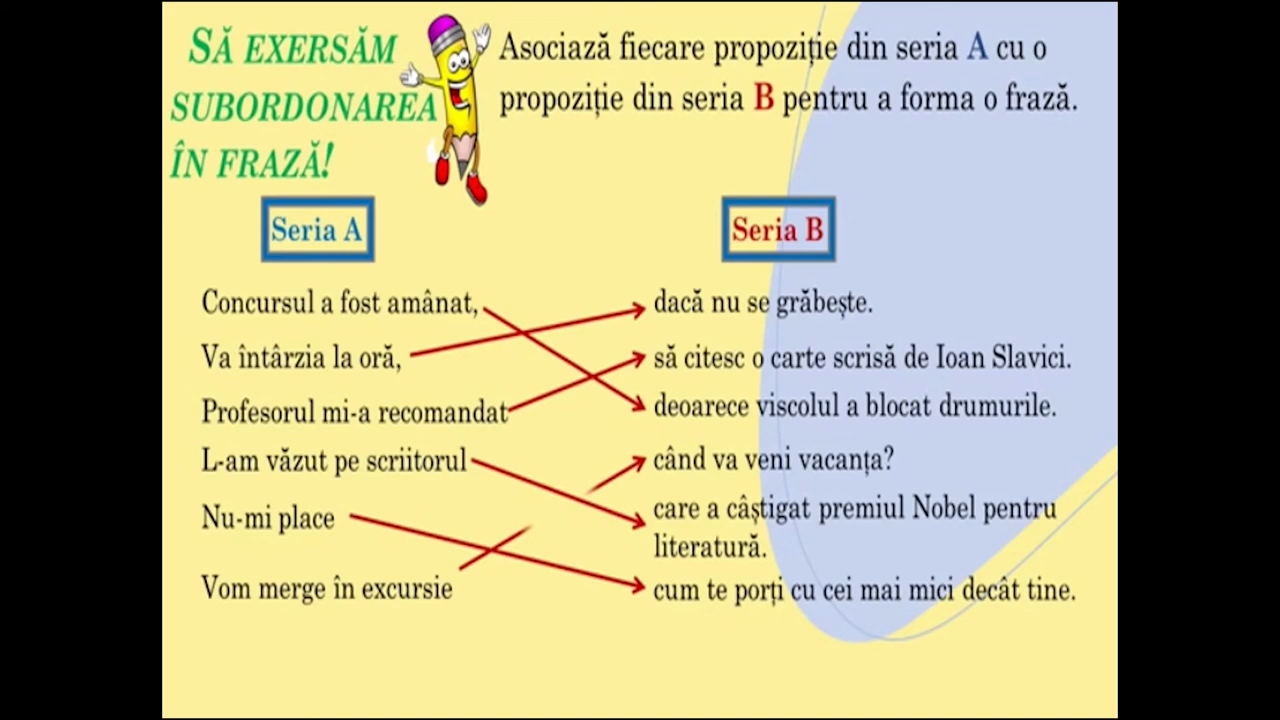 SĂ EXERSĂM
SUBORDONAREA
ÎN FRAZĂ!
Asociază fiecare propoziție din seria A cu o
propoziție din seria B pentru a forma o frază.
Seria A
Concursul a fost amânat,
Va întârzia la oră,
Profesorul mi-a recomandat
L-am văzut pe scriitorul
Nu-mi place
Vom merge în excursie
Seria B
dacă nu se grăbește.
să citesc o carte scrisă de Ioan Slavici.
deoarece viscolul a blocat drumurile.
când va veni vacanța?
care a câștigat premiul Nobel pentru
literatură.
cum te porți cu cei mai mici decât tine.